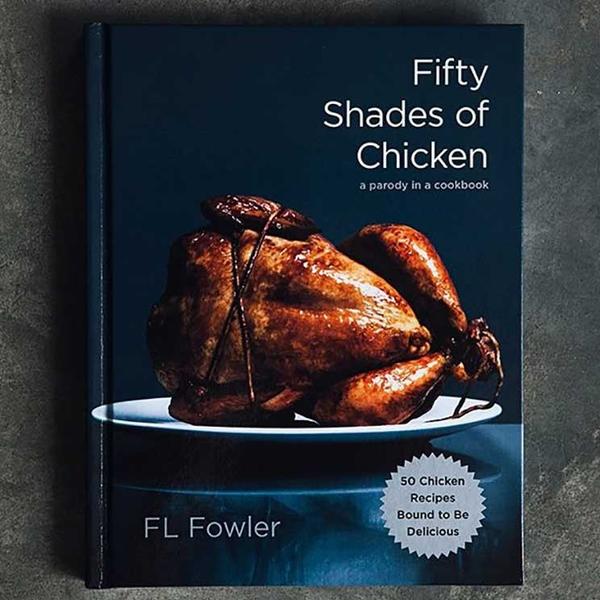 Fifty
Shades of
Chicken
a parody in a cookbook
50 Chicken
Recipes
Bound to Be
Delicious
FL Fowler